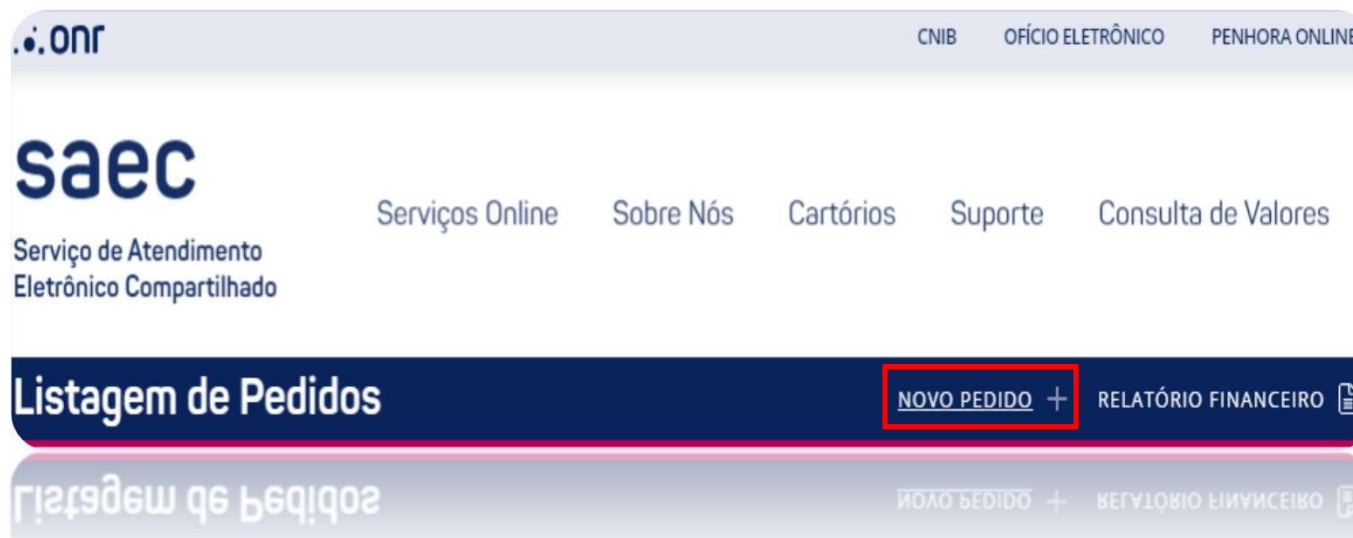 onr
CNIB OFÍCIO ELETRÔNICO PENHORA ONLINE
saec
Serviço de Atendimento
Eletrônico Compartilhado
Serviços Online Sobre Nós Cartórios Suporte Consulta de Valores
Listagem de Pedidos NOVO PEDIDO + RELATÓRIO FINANCEIRO